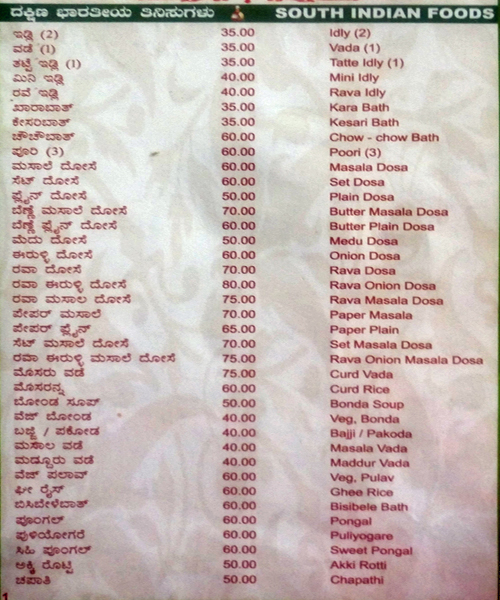 ದಕ್ಷಿಣ ಭಾರತೀಯ ತಿನಿಸುಗಳು SOUTH INDIAN FOODS
ಇಡ್ಲಿ (2) 35.00 Idly (2)
ವಡೆ (1) 35.00 Vada (1)
ತಟ್ಟೆ ಇಡ್ಲಿ (1) 35.00 Tatte Idly (1)
ಮಿನಿ ಇಡ್ಲಿ 40.00 Mini Idly
ರವೆ ಇಡ್ಲಿ 40.00 Rava Idly
ಖಾರಾಬಾತ್ 35.00 Kara Bath
ಕೇಸರಿಬಾತ್ 35.00 Kesari Bath
ಚೌಚೌಬಾತ್ 60.00 Chow - chow Bath
ಪೂರಿ (3) 60.00 Poori (3)
ಮಸಾಲೆ ದೋಸೆ 60.00 Masala Dosa
ಸೆಟ್ ದೋಸೆ 60.00 Set Dosa
ಪ್ಲೈನ್ ದೋಸೆ 50.00 Plain Dosa
ಬೆಣ್ಣೆ ಮಸಾಲೆ ದೋಸೆ 70.00 Butter Masala Dosa
ಬೆಣ್ಣೆ ಪ್ಲೈನ್ ದೋಸೆ 60.00 Butter Plain Dosa
ಮೆದು ದೋಸೆ 50.00 Medu Dosa
ಈರುಳ್ಳಿ ದೋಸೆ 60.00 Onion Dosa
ರವಾ ದೋಸೆ 70.00 Rava Dosa
ರವಾ ಈರುಳ್ಳಿ ದೋಸೆ 80.00 Rava Onion Dosa
ರವಾ ಮಸಾಲ ದೋಸೆ 75.00 Rava Masala Dosa
ಪೇಪರ್ ಮಸಾಲೆ 70.00 Paper Masala
ಪೇಪರ್ ಪ್ಲೈನ್ 65.00 Paper Plain
ಸೆಟ್ ಮಸಾಲೆ ದೋಸೆ 70.00 Set Masala Dosa
ರವಾ ಈರುಳ್ಳಿ ಮಸಾಲೆ ದೋಸೆ 75.00 Rava Onion Masala Dosa
ಮೊಸರು ವಡೆ 75.00 Curd Vada
ಮೊಸರನ್ನ 60.00 Curd Rice
ಬೋಂಡ ಸೂಪ್ 50.00 Bonda Soup
ವೆಜ್ ಬೋಂಡ 40.00 Veg, Bonda
ಬಜ್ಜಿ / ಪಕೋಡ 40.00 Bajji / Pakoda
ಮಸಾಲ ವಡೆ 40.00 Masala Vada
ಮದ್ದೂರು ವಡೆ 40.00 Maddur Vada
ವೆಜ್ ಪಲಾವ್ 60.00 Veg, Pulav
ಘೀ ರೈಸ್ 60.00 Ghee Rice
ಬಿಸಿಬೇಳೆಬಾತ್ 60.00 Bisibele Bath
ಪೂಂಗಲ್ 60.00 Pongal
ಪುಳಿಯೋಗರೆ 60.00 Puliyogare
ಸಿಹಿ ಪೂಂಗಲ್ 60.00 Sweet Pongal
ಅಕ್ಕಿ ರೊಟ್ಟಿ 50.00 Akki Rotti
ಚಪಾತಿ 50.00 Chapathi
1